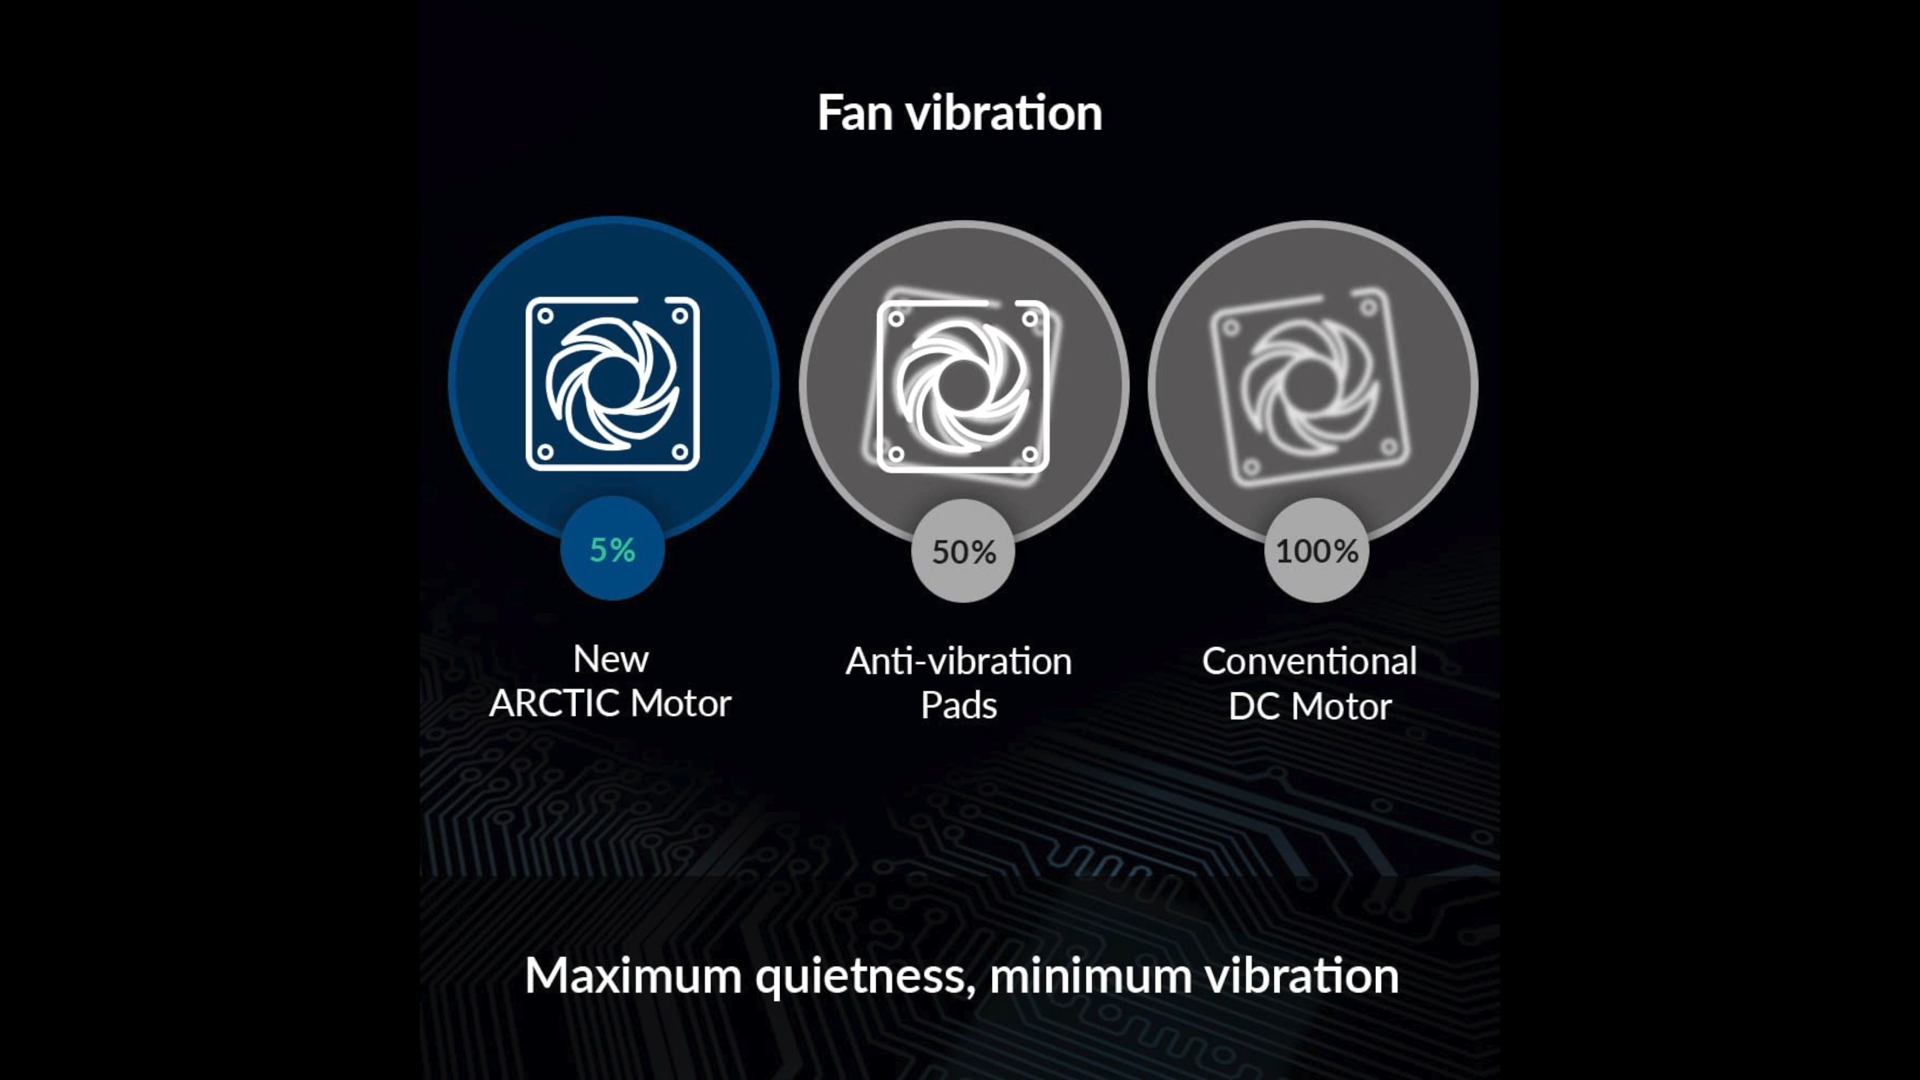 Fan vibration
5%
50%
100%
New
ARCTIC Motor
Anti-vibration
Pads
Conventional
DC Motor
Maximum quietness, minimum vibration